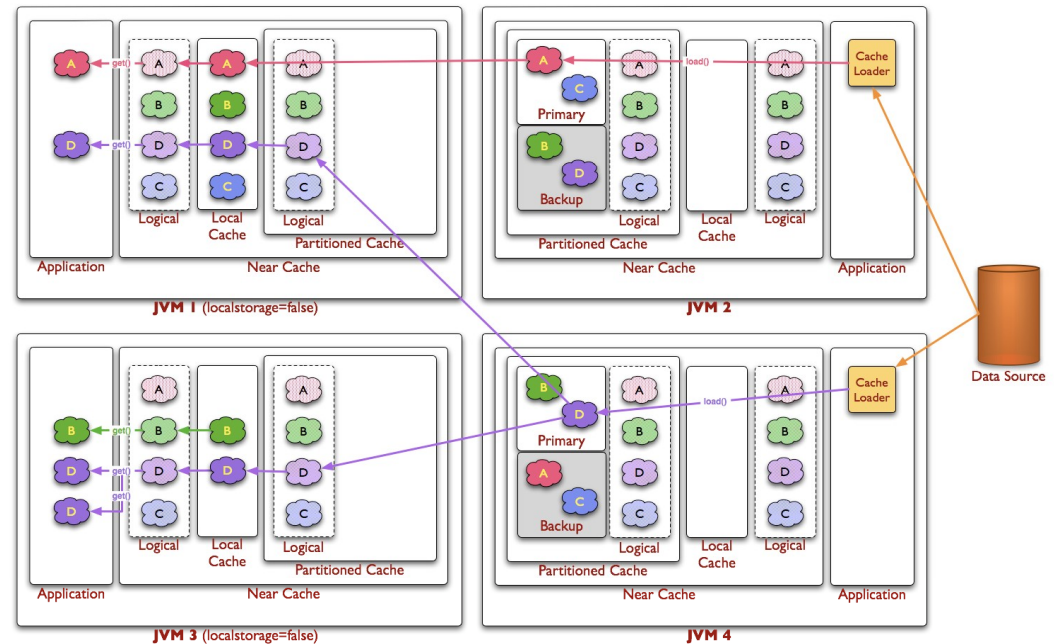 A
get()
A
A
A
B
B
B
D
get()
D
D
D
C
C
C
Logical
Local
Cache
Logical
Partitioned Cache
Application
Near Cache
JVM 1 (localstorage=false)
A
C
Primary
B
D
Backup
A
B
D
C
Logical
Partitioned Cache
load()
Local
Cache
A
B
D
C
Logical
Near Cache
Cache
Loader
Application
JVM 2
Data Source
A
A
B
get()
B
B
B
D
get()
D
D
D
get()
D
C
C
Logical
Local
Cache
Logical
Partitioned Cache
Application
Near Cache
JVM 3 (localstorage=false)
B
D
Primary
A
C
Backup
A
B
D
C
Logical
Partitioned Cache
load()
Local
Cache
A
B
D
C
Logical
Near Cache
Cache
Loader
Application
JVM 4